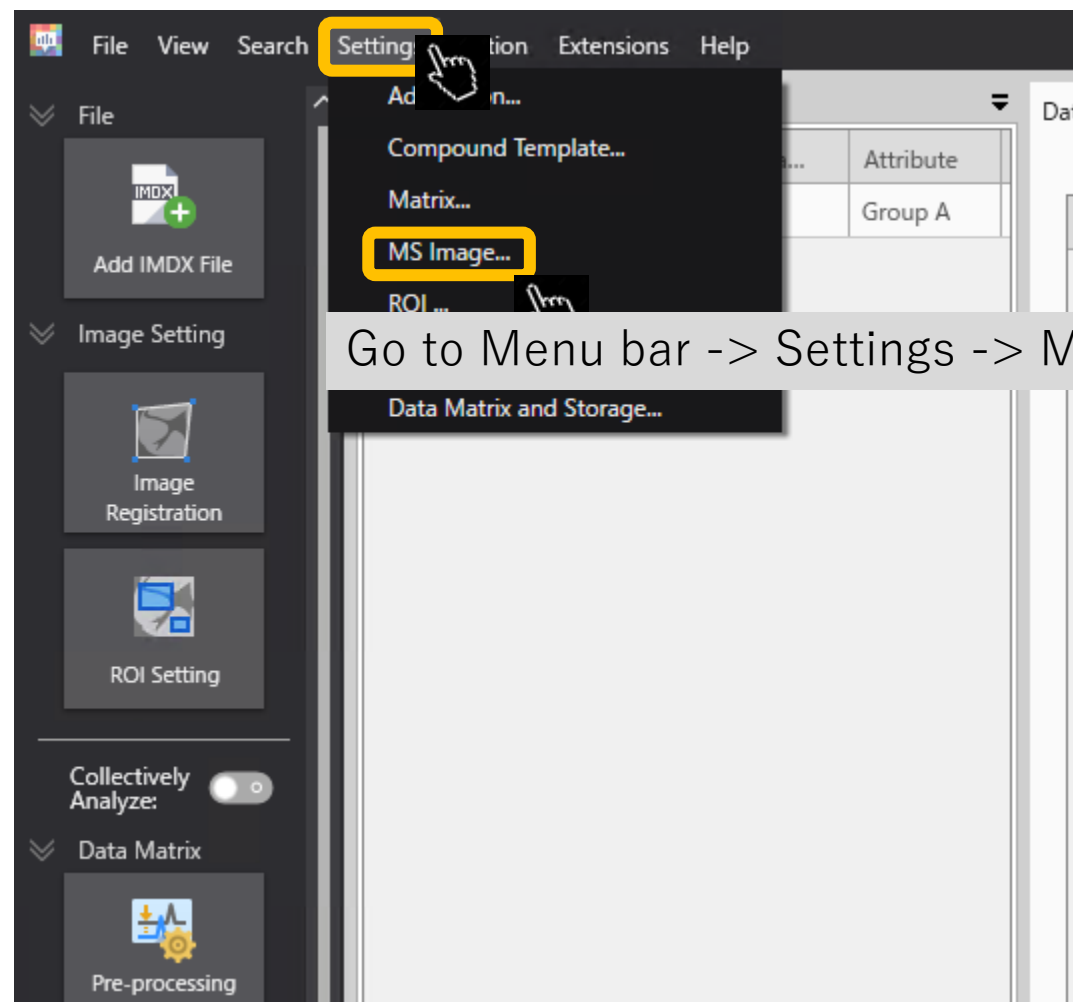 File View Search Settings Extensions Help
File
Compound Template...
Attribute
IMDX
Matrix...
Group A
Add IMDX File
MS Image...
ROI ...
Image Setting
Go to Menu bar -> Settings ->
Data Matrix and Storage...
Image
Registration
ROI Setting
Collectively
Analyze:
Data Matrix
Pre-processing